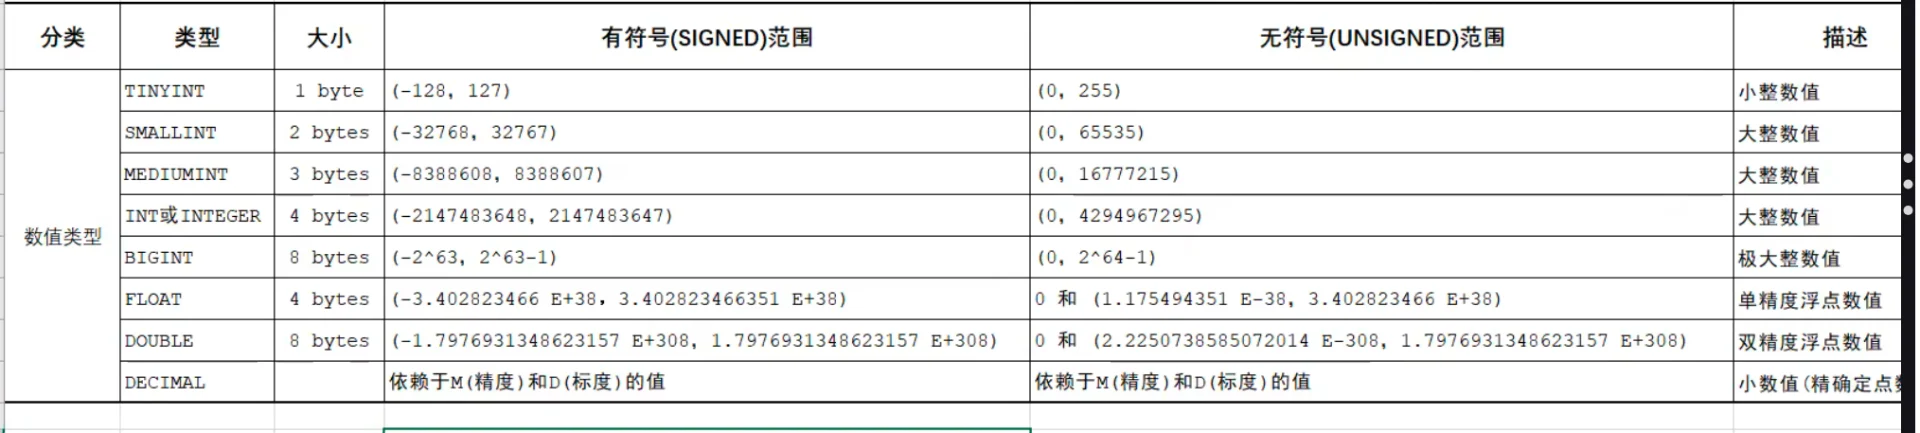 分类 类型 大小 有符号(SIGNED)范围 无符号(UNSIGNED)范围 描述
TINYINT 1 byte (-128, 127) (0, 255) 小整数值
SMALLINT 2 bytes (-32768, 32767) (0, 65535) 大整数值
MEDIUMINT 3 bytes (-8388608, 8388607) (0, 16777215) 大整数值
INT或INTEGER 4 bytes (-2147483648, 2147483647) (0, 4294967295) 大整数值
数值类型
BIGINT 8 bytes (-2^63, 2^63-1) (0, 2^64-1) 极大整数值
FLOAT 4 bytes (-3.402823466 E+38, 3.402823466351 E+38) 0 和 (1.175494351 E-38, 3.402823466 E+38) 单精度浮点数值
DOUBLE 8 bytes (-1.7976931348623157 E+308, 1.7976931348623157 E+308) 0 和 (2.2250738585072014 E-308, 1.7976931348623157 E+308) 双精度浮点数值
DECIMAL 依赖于M(精度)和D(标度)的值 依赖于M(精度)和D(标度)的值 小数值(精确定点